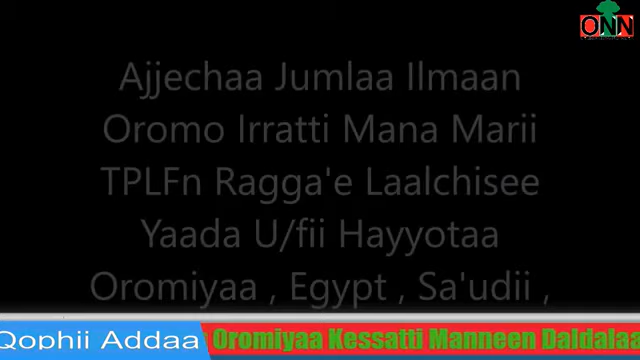 ONN
Ajjechaa Jumlaa Ilmaan
Oromo Irratti Mana Marii
TPLFn Ragga'e Laalchisee
Yaada U/fii Hayyotaa
Oromiyaa , Egypt , Sa'udii ,
Qophii Addaa
Oromiyaa Kessatti Manneen Daldalaa